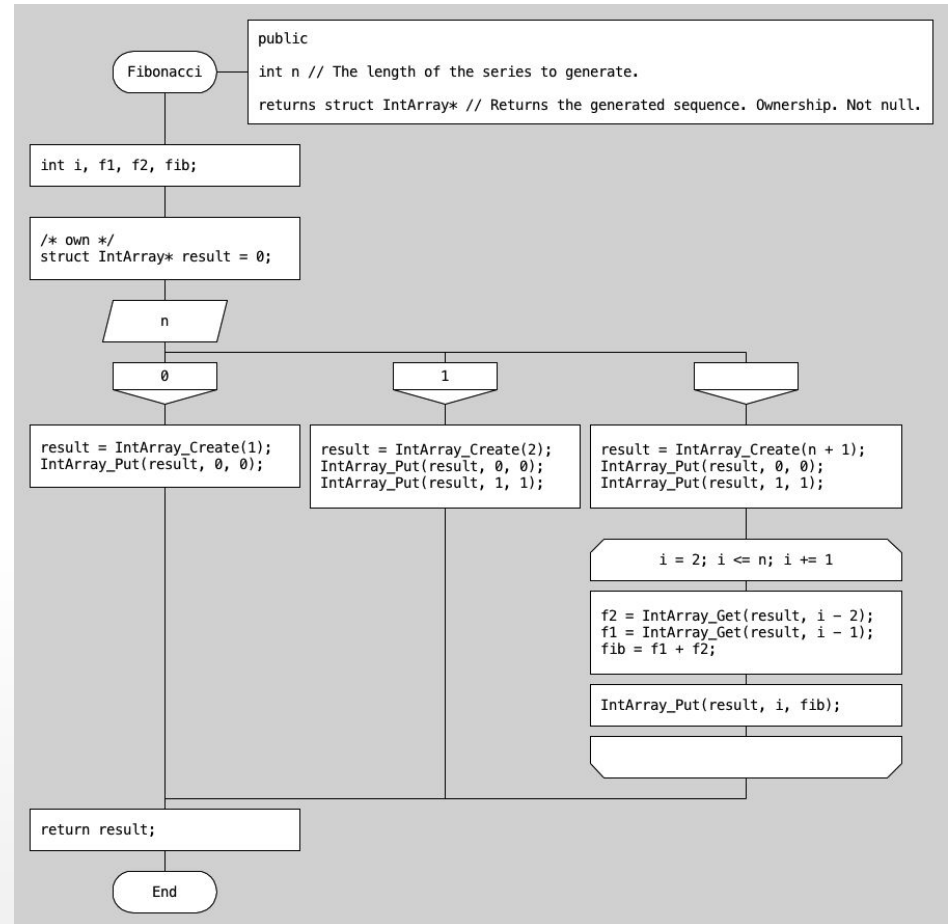 Fibonacci
public
int n // The length of the series to generate.
returns struct IntArray* // Returns the generated sequence. Ownership. Not null.
int i, f1, f2, fib;
/* own */
struct IntArray* result = 0;
n
0
result = IntArray_Create(1);
IntArray_Put(result, 0, 0);
1
result = IntArray_Create(2);
IntArray_Put(result, 0, 0);
IntArray_Put(result, 1, 1);
result = IntArray_Create(n + 1);
IntArray_Put(result, 0, 0);
IntArray_Put(result, 1, 1);
i = 2; i <= n; i += 1
f2 = IntArray_Get(result, i - 2);
f1 = IntArray_Get(result, i - 1);
fib = f1 + f2;
IntArray_Put(result, i, fib);
return result;
End